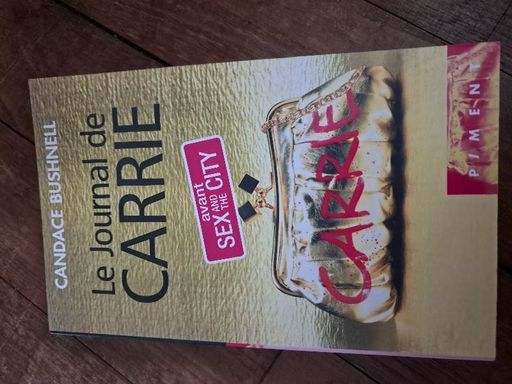 CANDACE BUSHNELL
Le Journal de
CARRIE
avant
SEX AND THE CITY
CARRIE
PIMENT